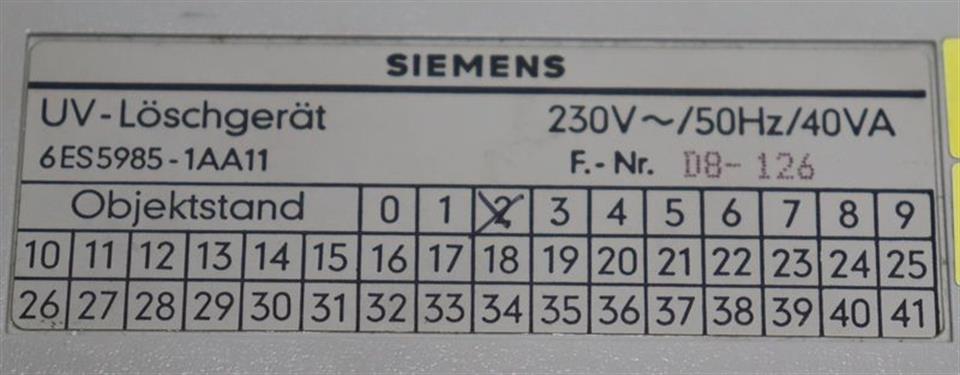 SIEMENS
UV-Löschgerät 230V~/50Hz/40VA
6ES5985-1AA11 F.-Nr. D8-126
Objektstand 0 1 2 3 4 5 6 7 8 9
10 11 12 13 14 15 16 17 18 19 20 21 22 23 24 25
26 27 28 29 30 31 32 33 34 35 36 37 38 39 40 41